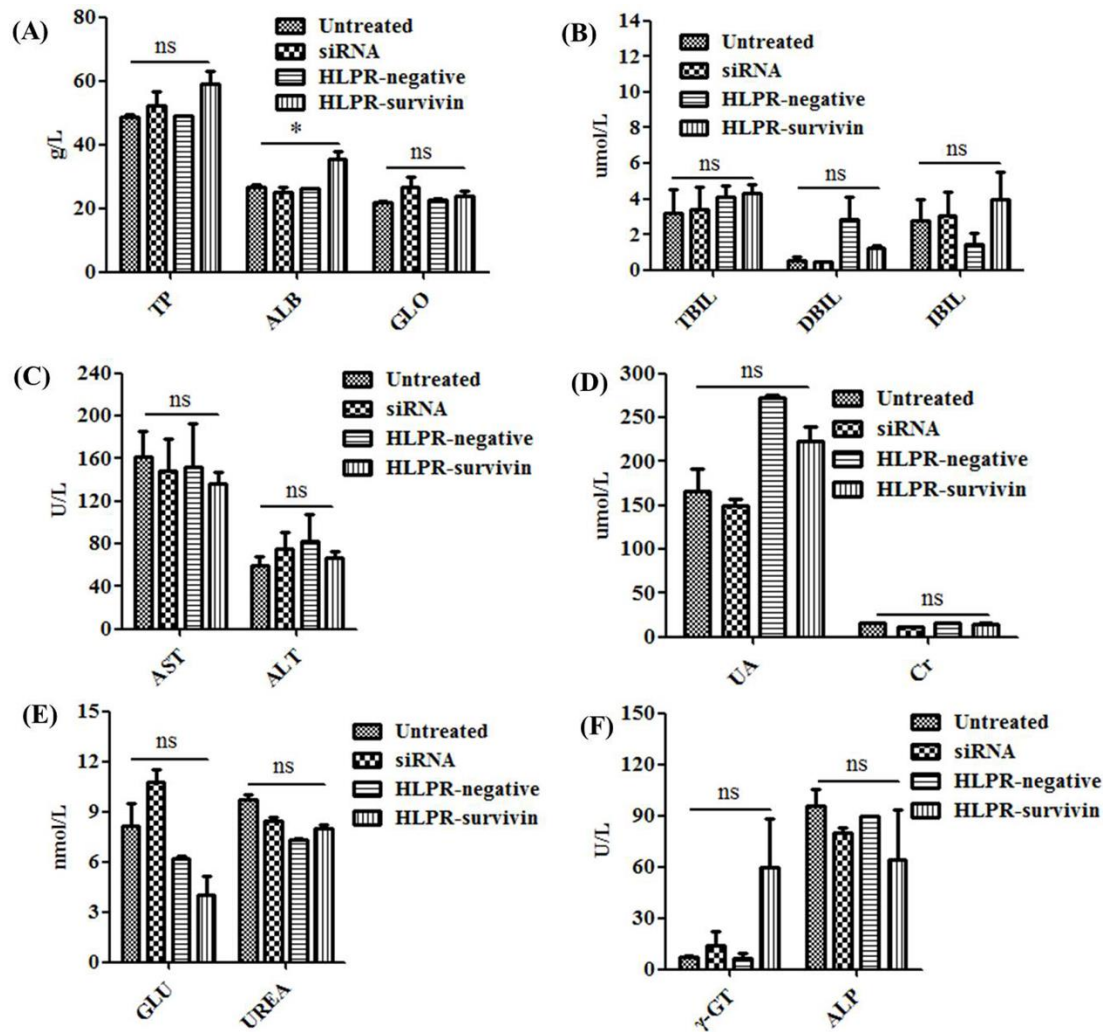 (A)
g/L
80
60
40
20
0
ns
*
ns
Untreated
siRNA
HLPR-negative
HLPR-survivin
TP
ALB
GLO
(B)
umol/L
14
12
10
8
6
4
2
0
Untreated
siRNA
HLPR-negative
HLPR-survivin
ns
ns
ns
TBIL
DBIL
IBIL
(C)
U/L
240
200
160
120
80
40
0
ns
ns
Untreated
siRNA
HLPR-negative
HLPR-survivin
AST
ALT
(D)
umol/L
300
250
200
150
100
50
0
ns
ns
Untreated
siRNA
HLPR-negative
HLPR-survivin
UA
Cr
(E)
nmol/L
15
12
9
6
3
0
ns
ns
Untreated
siRNA
HLPR-negative
HLPR-survivin
GLU
UREA
(F)
U/L
150
120
90
60
30
0
ns
ns
Untreated
siRNA
HLPR-negative
HLPR-survivin
γ-GT
ALP